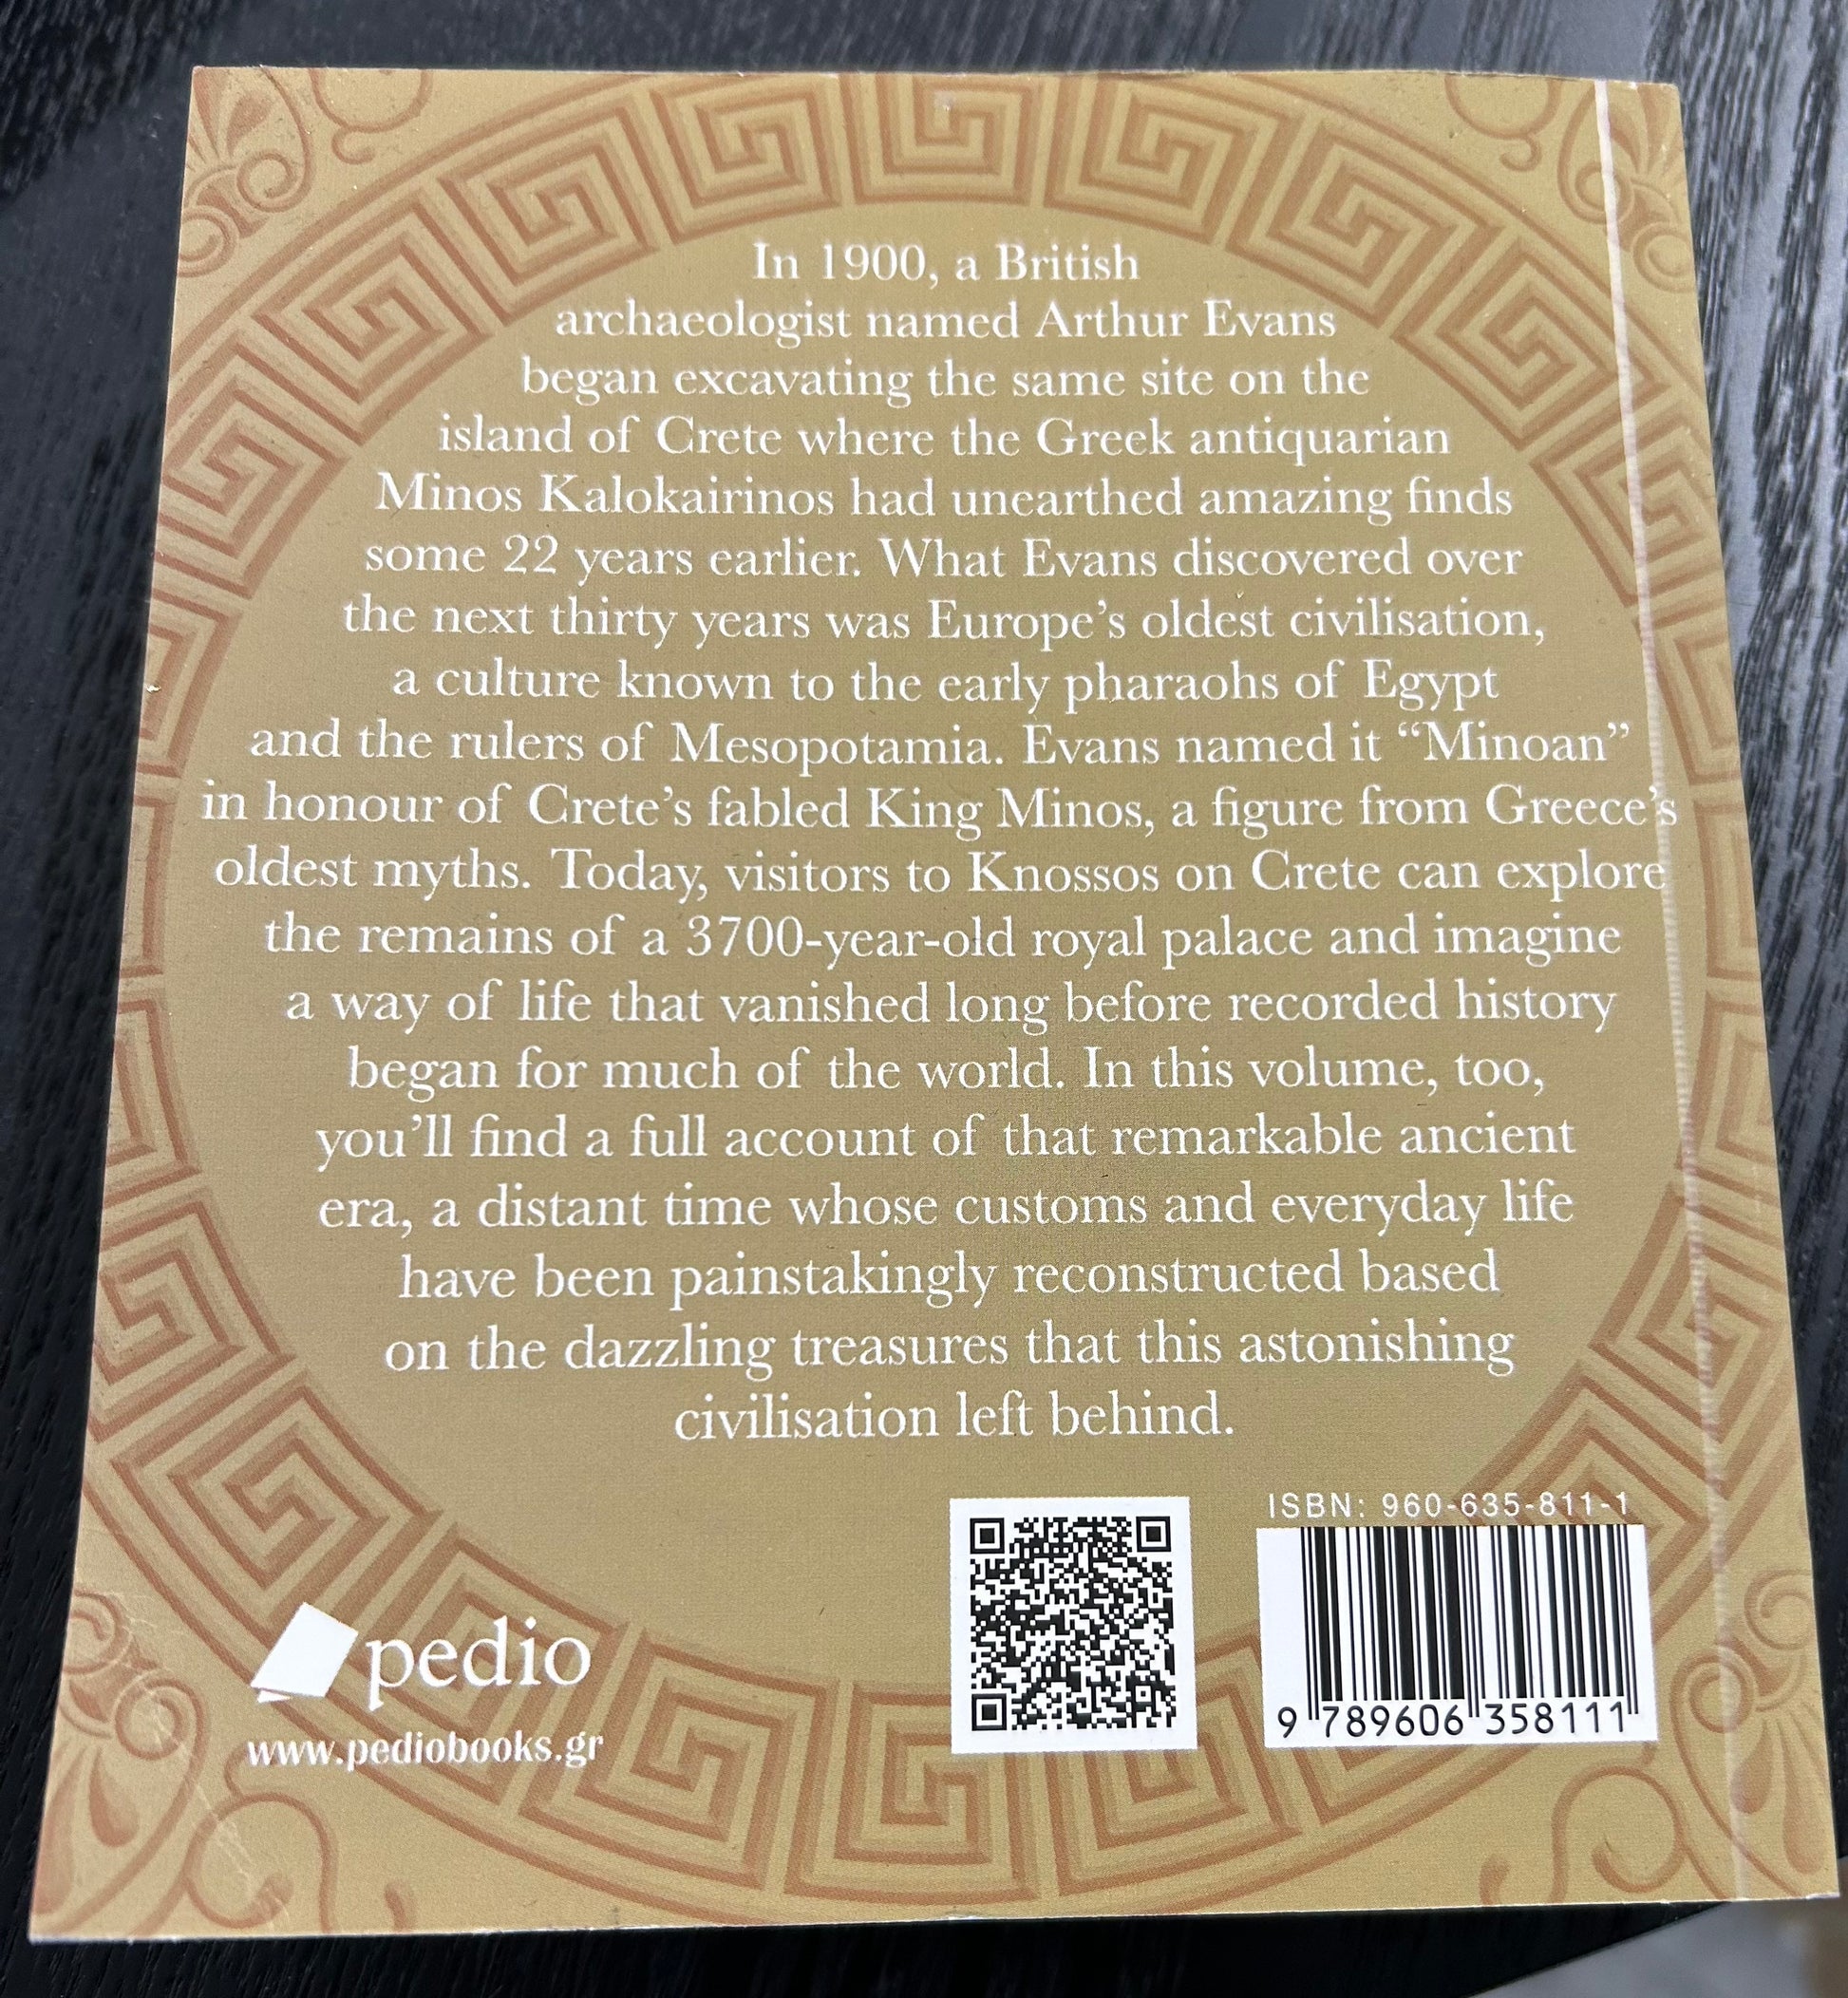 In 1900, a British
archaeologist named Arthur Evans
began excavating the same site on the
island of Crete where the Greek antiquarian
Minos Kalokairinos had unearthed amazing finds
some 22 years earlier. What Evans discovered over
the next thirty years was Europe’s oldest civilisation,
a culture known to the early pharaohs of Egypt
and the rulers of Mesopotamia. Evans named it “Minoan”
in honour of Crete’s fabled King Minos, a figure from Greece’s
oldest myths. Today, visitors to Knossos on Crete can explore
the remains of a 3700-year-old royal palace and imagine
a way of life that vanished long before recorded history
began for much of the world. In this volume, too,
you’ll find a full account of that remarkable ancient
era, a distant time whose customs and everyday life
have been painstakingly reconstructed based
on the dazzling treasures that this astonishing
civilisation left behind.
pedio
www.pediobooks.gr
ISBN: 960-635-811-1
9 789606 358111